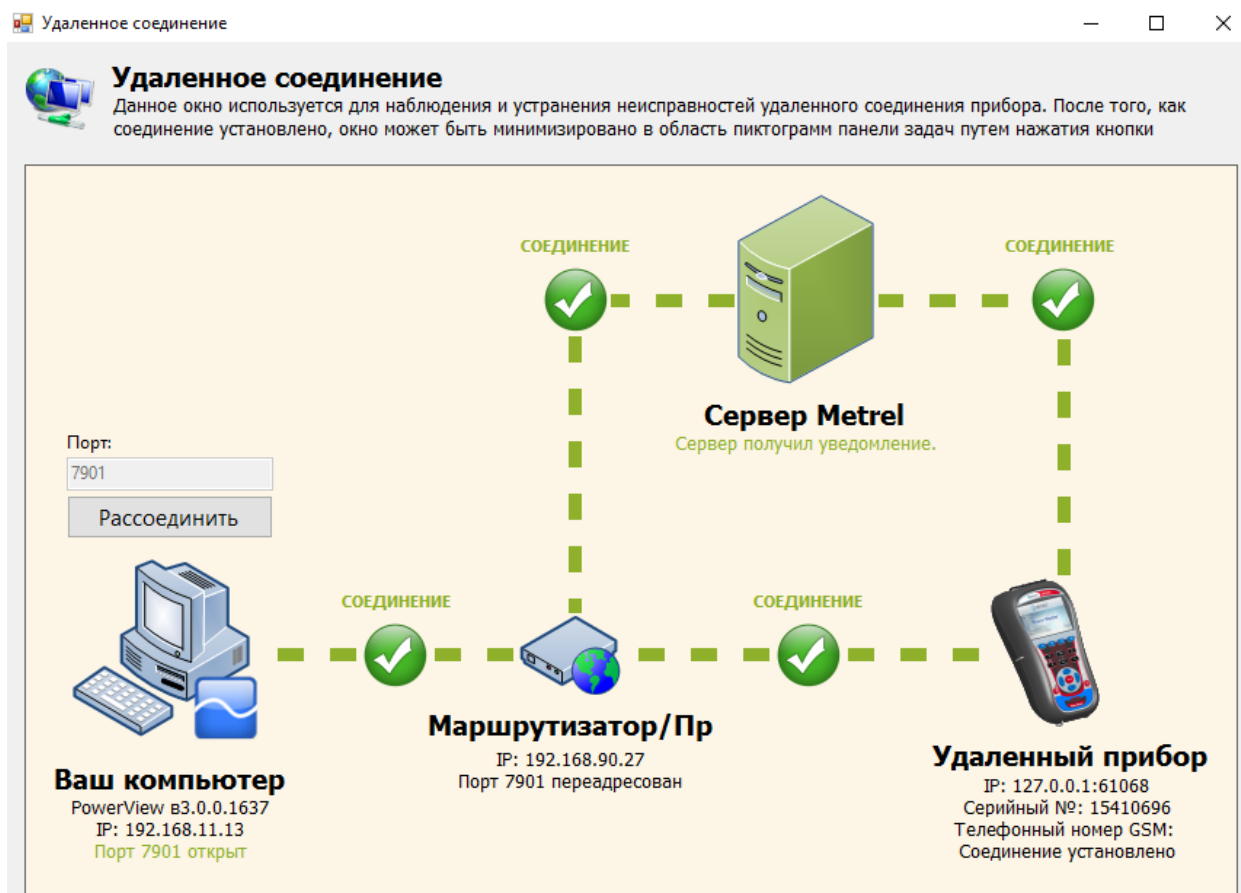 Удаленное соединение
Удаленное соединение
Данное окно используется для наблюдения и устранения неисправностей удаленного соединения прибора. После того, как
соединение установлено, окно может быть минимизировано в область пиктограмм панели задач путем нажатия кнопки
СОЕДИНЕНИЕ
СОЕДИНЕНИЕ
Сервер Metrel
Сервер получил уведомление.
Порт:
7901
Рассоединить
СОЕДИНЕНИЕ
СОЕДИНЕНИЕ
Маршрутизатор/Пр
IP: 192.168.90.27
Порт 7901 переадресован
Ваш компьютер
PowerView в3.0.0.1637
IP: 192.168.11.13
Порт 7901 открыт
Удаленный прибор
IP: 127.0.0.1:61068
Серийный №: 15410696
Телефонный номер GSM:
Соединение установлено